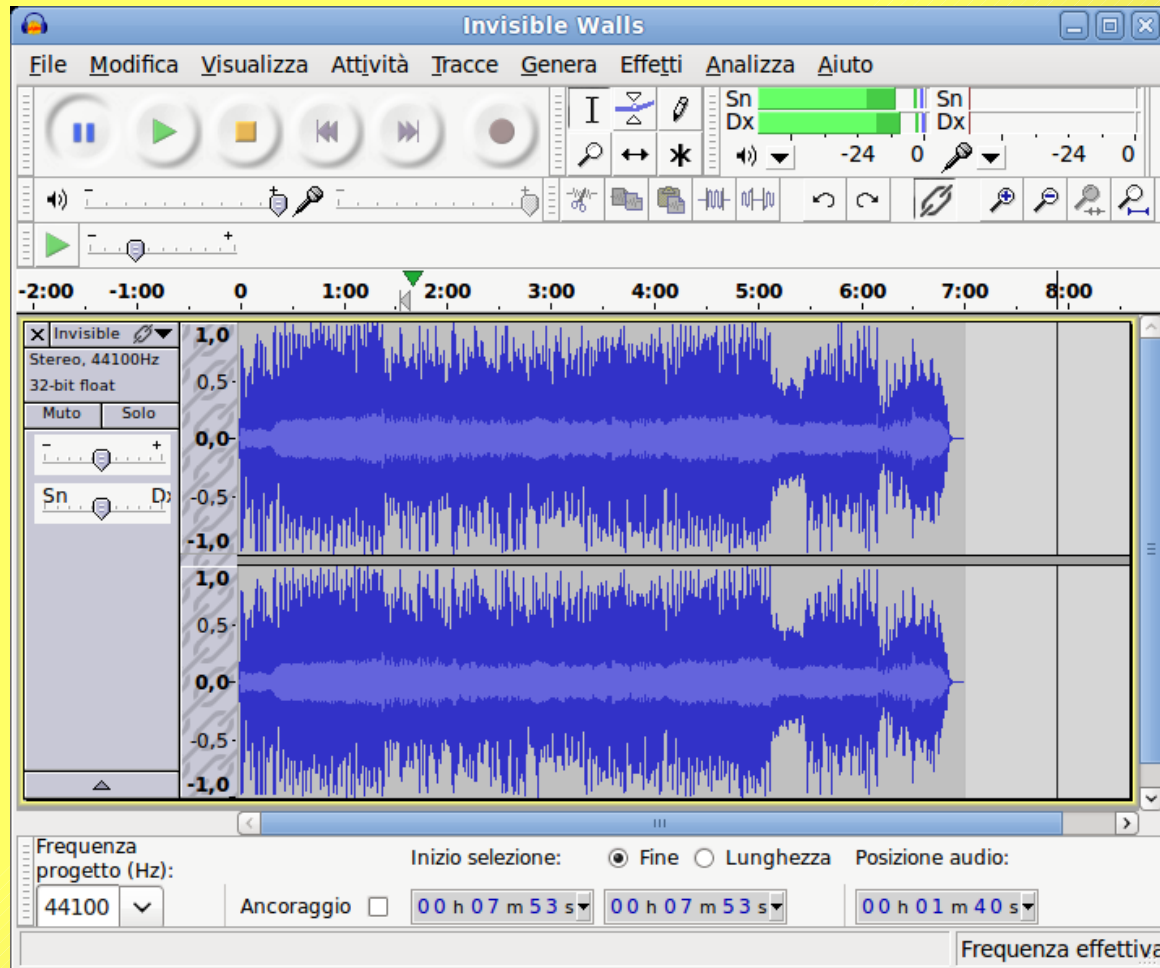 Invisible Walls
File Modifica Visualizza Attività Tracce Genera Effetti Analizza Aiuto
Sn Sn
Dx Dx
-24 0 -24 0
-2:00 -1:00 0 1:00 2:00 3:00 4:00 5:00 6:00 7:00 8:00
Invisible
Stereo, 44100Hz
32-bit float
Muto Solo
- +
Sn Dx
1,0
0,5
0,0
-0,5
-1,0
1,0
0,5
0,0
-0,5
-1,0
Frequenza
progetto (Hz):
Inizio selezione: Fine Lunghezza Posizione audio:
44100 Ancoraggio 00 h 07 m 53 s 00 h 07 m 53 s 00 h 01 m 40 s
Frequenza effettiva